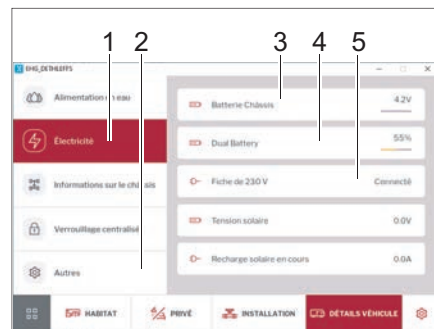 1 2 3 4 5
EHG_DETHLEFFS
Alimentation en eau
Électricité
Informations sur le châssis
Verrouillage centralisé
Autres
Batterie Châssis 4.2V
Dual Battery 55%
Fiche de 230 V Connecté
Tension solaire 0.0V
Recharge solaire en cours 0.0A
HABITAT PRIVÉ INSTALLATION DÉTAILS VÉHICULE